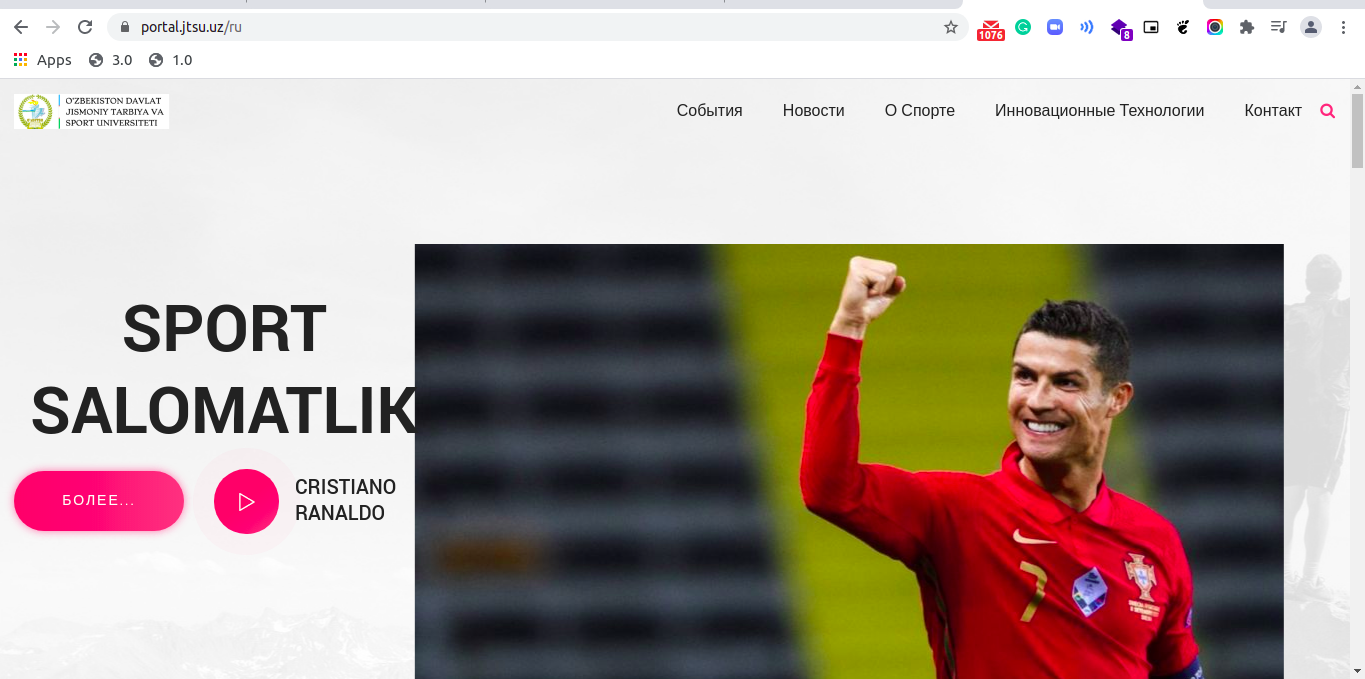 portal.jtsu.uz/ru
1076
8
Apps
3.0
1.0
O'ZBEKISTON DAVLAT
JISMONIY TARBIYA VA
SPORT UNIVERSITETI
События
Новости
О Спорте
Инновационные Технологии
Контакт
SPORT
SALOMATLIK
БОЛЕЕ...
CRISTIANO
RANALDO
7